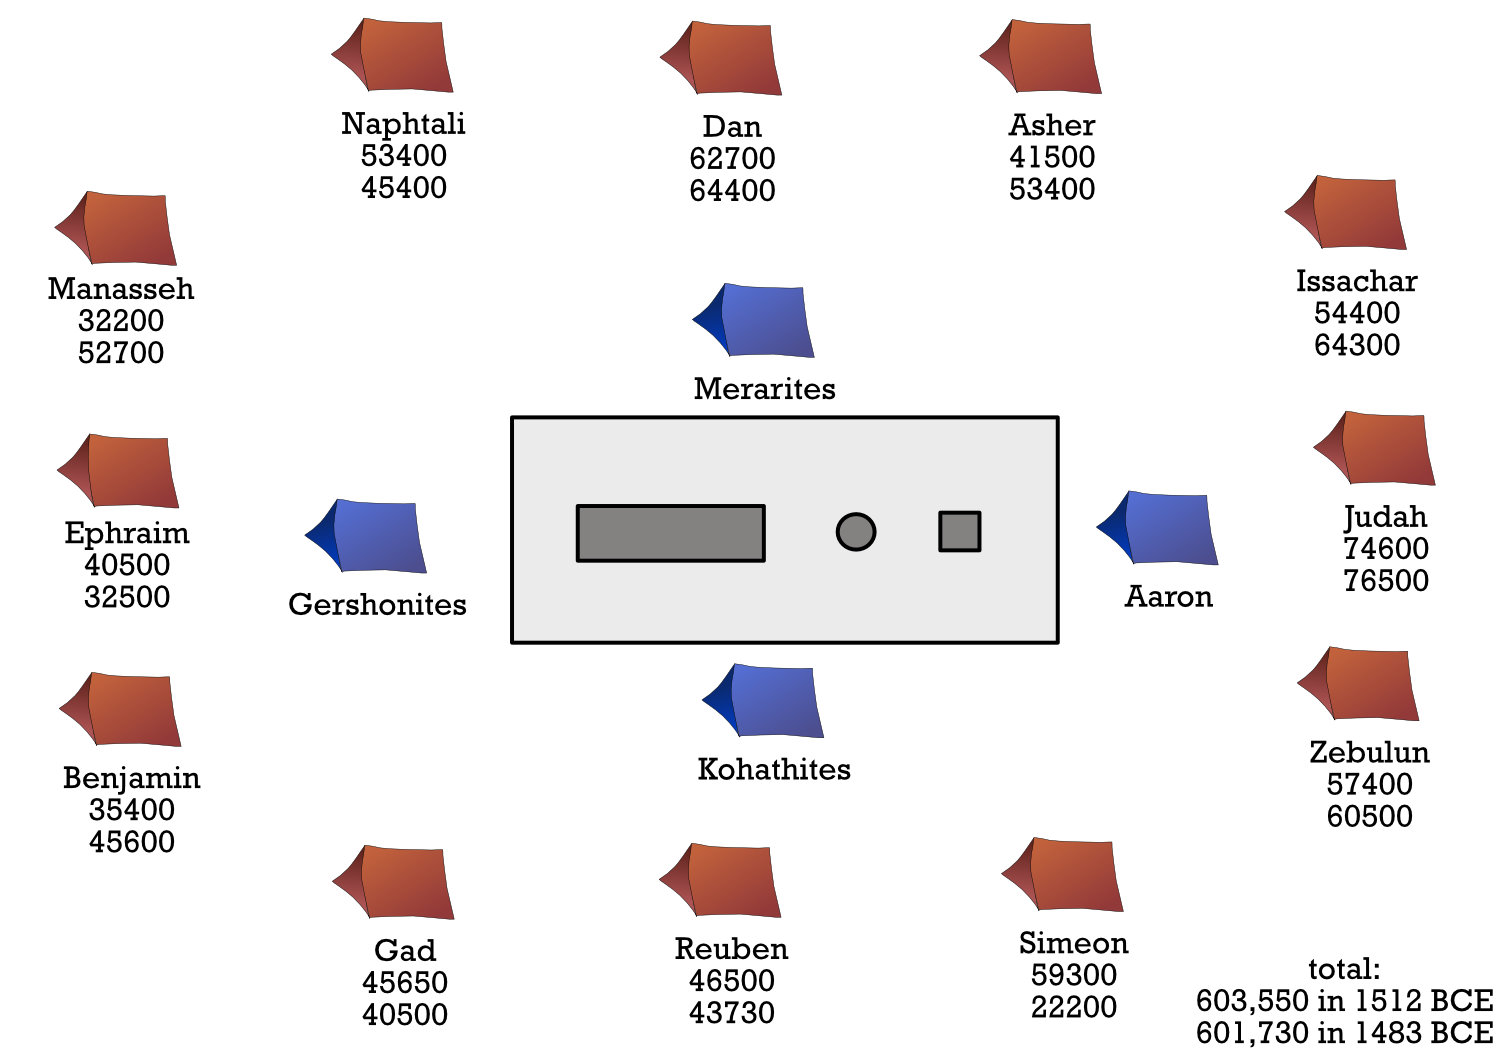 Naphtali
53400
45400
Dan
62700
64400
Asher
41500
53400
Manasseh
32200
52700
Issachar
54400
64300
Merarites
Ephraim
40500
32500
Gershonites
Aaron
Judah
74600
76500
Kohathites
Benjamin
35400
45600
Zebulun
57400
60500
Gad
45650
40500
Reuben
46500
43730
Simeon
59300
22200
total:
603,550 in 1512 BCE
601,730 in 1483 BCE